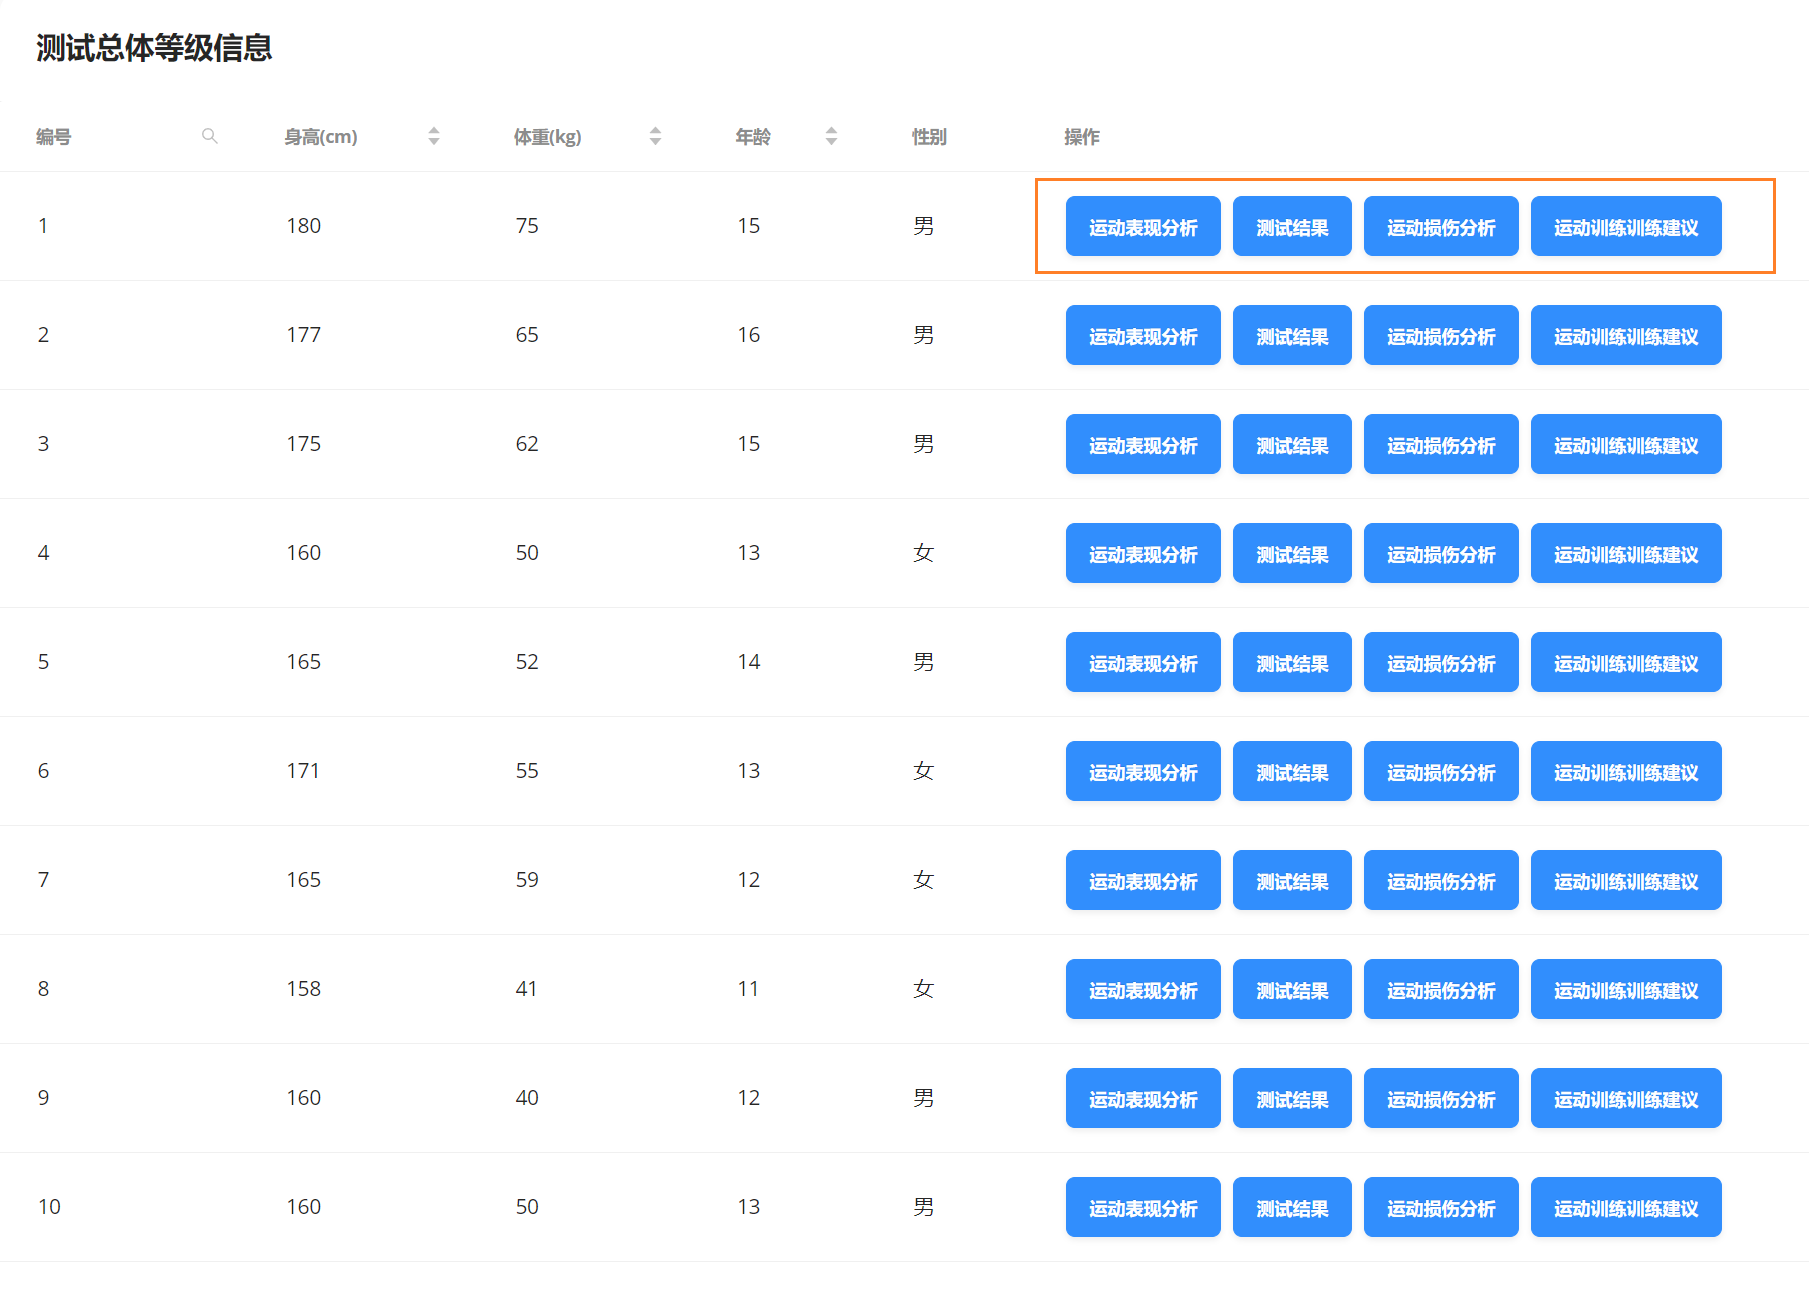 测试总体等级信息
编号 身高(cm) 体重(kg) 年龄 性别 操作
1 180 75 15 男 运动表现分析 测试结果 运动损伤分析 运动训练训练建议
2 177 65 16 男 运动表现分析 测试结果 运动损伤分析 运动训练训练建议
3 175 62 15 男 运动表现分析 测试结果 运动损伤分析 运动训练训练建议
4 160 50 13 女 运动表现分析 测试结果 运动损伤分析 运动训练训练建议
5 165 52 14 男 运动表现分析 测试结果 运动损伤分析 运动训练训练建议
6 171 55 13 女 运动表现分析 测试结果 运动损伤分析 运动训练训练建议
7 165 59 12 女 运动表现分析 测试结果 运动损伤分析 运动训练训练建议
8 158 41 11 女 运动表现分析 测试结果 运动损伤分析 运动训练训练建议
9 160 40 12 男 运动表现分析 测试结果 运动损伤分析 运动训练训练建议
10 160 50 13 男 运动表现分析 测试结果 运动损伤分析 运动训练训练建议